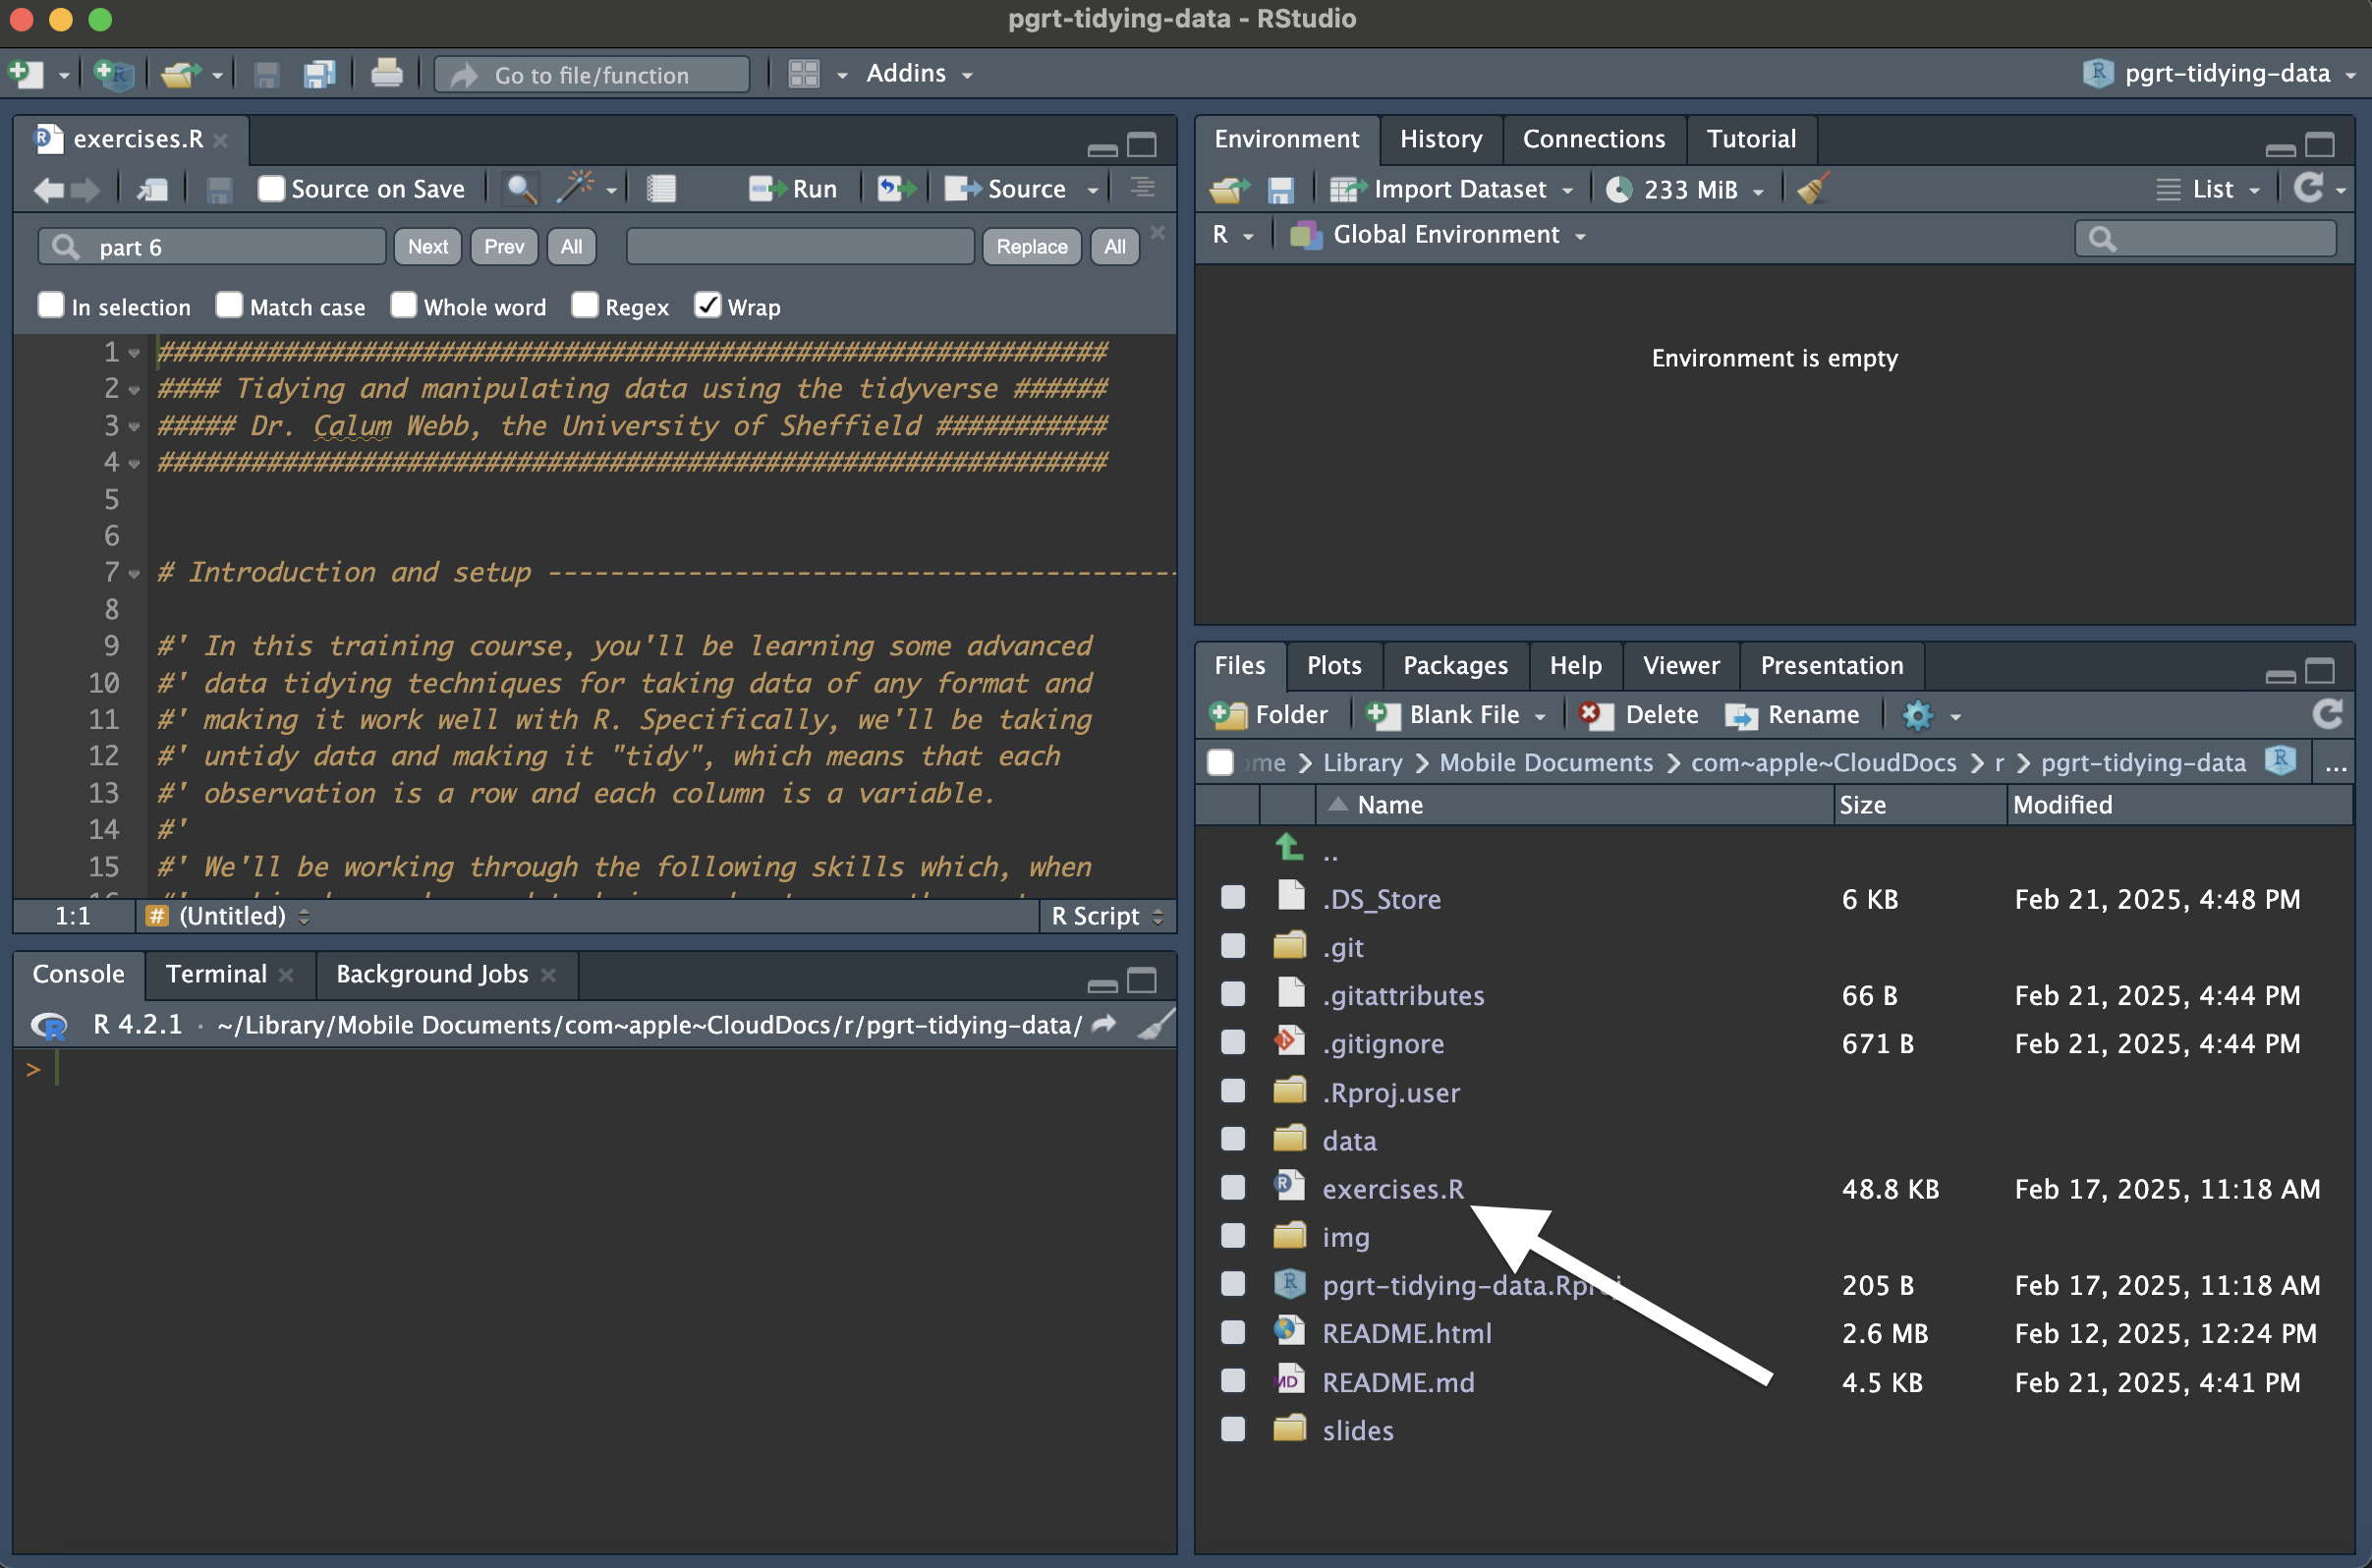 pgrt-tidying-data - RStudio
Go to file/function
Addins
pgrt-tidying-data
exercises.R
Source on Save
Run
Source
part 6
Next
Prev
All
Replace
All
In selection
Match case
Whole word
Regex
Wrap
1 #############################################################
2 #### Tidying and manipulating data using the tidyverse ######
3 ##### Dr. Calum Webb, the University of Sheffield ###########
4 #############################################################
5
6
7 # Introduction and setup -----------------------------------------
8
9 #' In this training course, you'll be learning some advanced
10 #' data tidying techniques for taking data of any format and
11 #' making it work well with R. Specifically, we'll be taking
12 #' untidy data and making it "tidy", which means that each
13 #' observation is a row and each column is a variable.
14 #'
15 #' We'll be working through the following skills which, when
1:1
# (Untitled)
R Script
Console
Terminal
Background Jobs
R 4.2.1 · ~/Library/Mobile Documents/com~apple~CloudDocs/r/pgrt-tidying-data/
>
Environment
History
Connections
Tutorial
Import Dataset
233 MiB
List
R
Global Environment
Environment is empty
Files
Plots
Packages
Help
Viewer
Presentation
Folder
Blank File
Delete
Rename
Library
Mobile Documents
com~apple~CloudDocs
r
pgrt-tidying-data
...
Name Size Modified
..
.DS_Store 6 KB Feb 21, 2025, 4:48 PM
.git
.gitattributes 66 B Feb 21, 2025, 4:44 PM
.gitignore 671 B Feb 21, 2025, 4:44 PM
.Rproj.user
data
exercises.R 48.8 KB Feb 17, 2025, 11:18 AM
img
pgrt-tidying-data.Rproj 205 B Feb 17, 2025, 11:18 AM
README.html 2.6 MB Feb 12, 2025, 12:24 PM
README.md 4.5 KB Feb 21, 2025, 4:41 PM
slides